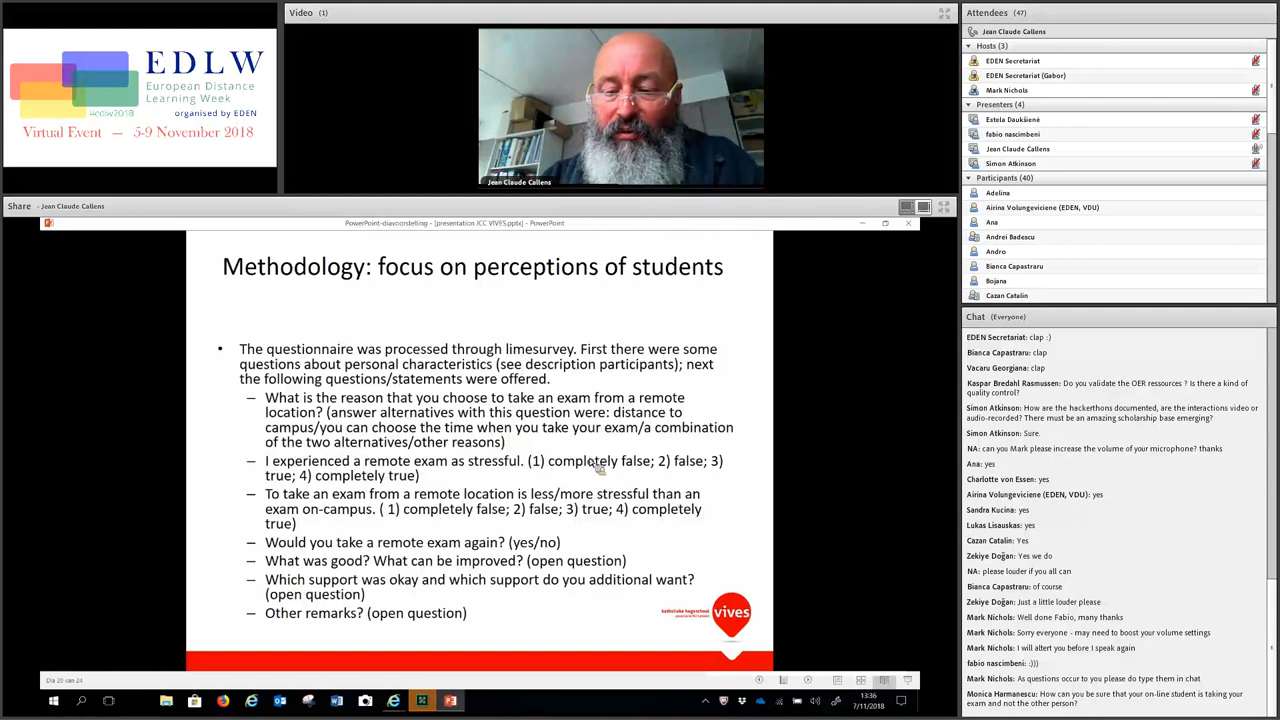 Video (1)
EDLW
European Distance
Learning Week
#edlw2018
organised by EDEN
Virtual Event — 5-9 November 2018
Jean Claude Callens
Share - Jean Claude Callens
PowerPoint-diavoorstelling - [presentation JCC VIVES.pptx] - PowerPoint
Methodology: focus on perceptions of students
• The questionnaire was processed through limesurvey. First there were some
questions about personal characteristics (see description participants); next
the following questions/statements were offered.
– What is the reason that you choose to take an exam from a remote
location? (answer alternatives with this question were: distance to
campus/you can choose the time when you take your exam/a combination
of the two alternatives/other reasons)
– I experienced a remote exam as stressful. (1) completely false; 2) false; 3)
true; 4) completely true)
– To take an exam from a remote location is less/more stressful than an
exam on-campus. ( 1) completely false; 2) false; 3) true; 4) completely
true)
– Would you take a remote exam again? (yes/no)
– What was good? What can be improved? (open question)
– Which support was okay and which support do you additional want?
(open question)
– Other remarks? (open question)
katholieke hogeschool
vives
Dia 20 van 24
13:36
7/11/2018
Attendees (47)
Jean Claude Callens
Hosts (3)
EDEN Secretariat
EDEN Secretariat (Gabor)
Mark Nichols
Presenters (4)
Estela Daukšienė
fabio nascimbeni
Jean Claude Callens
Simon Atkinson
Participants (40)
Adelina
Airina Volungeviciene (EDEN, VDU)
Ana
Andrei Badescu
Andro
Bianca Capastraru
Bojana
Cazan Catalin
Chat (Everyone)
EDEN Secretariat: clap :)
Bianca Capastraru: clap
Vacaru Georgiana: clap
Kaspar Bredahl Rasmussen: Do you validate the OER ressources ? Is there a kind of
quality control?
Simon Atkinson: How are the hackerthons documented, are the interactions video or
audio-recorded? There must be an amazing scholarship base emerging?
Simon Atkinson: Sure.
NA: can you Mark please increase the volume of your microphone? thanks
Ana: yes
Charlotte von Essen: yes
Airina Volungeviciene (EDEN, VDU): yes
Sandra Kucina: yes
Lukas Lisauskas: yes
Cazan Catalin: Yes
Zekiye Doğan: Yes we do
NA: please louder if you all can
Bianca Capastraru: of course
Zekiye Doğan: Just a little louder please
Mark Nichols: Well done Fabio, many thanks
Mark Nichols: Sorry everyone - may need to boost your volume settings
Mark Nichols: I will altert you before I speak again
fabio nascimbeni: :)))
Mark Nichols: As questions occur to you please do type them in chat
Monica Harmanescu: How can you be sure that your on-line student is taking your
exam and not the other person?